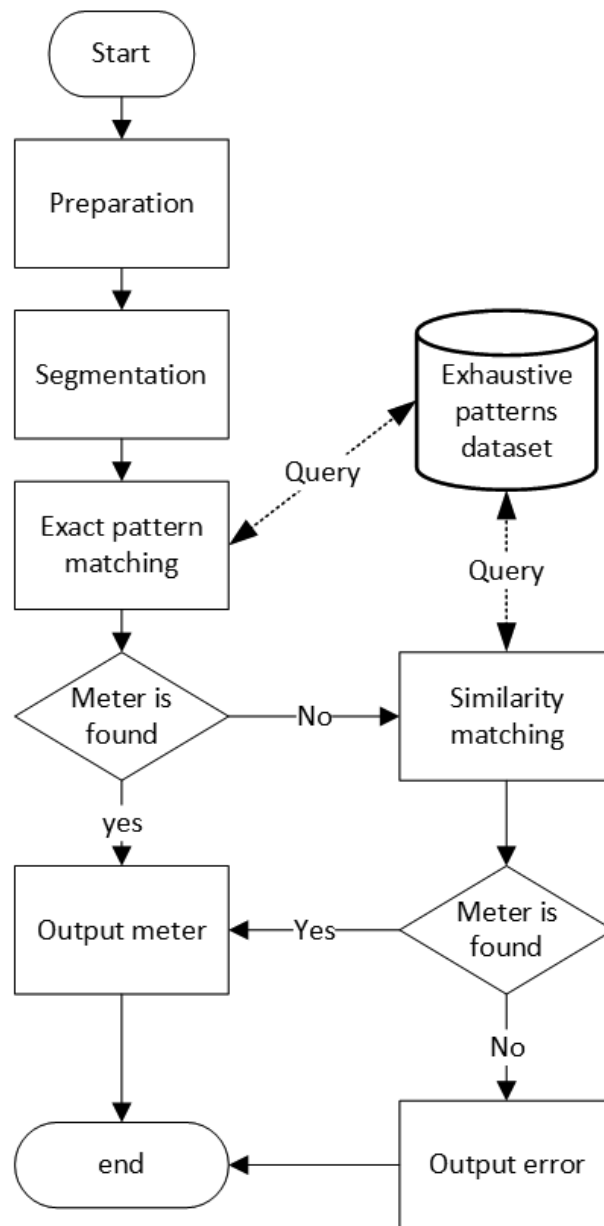 Start
Preparation
Segmentation
Exhaustive
patterns
dataset
Query
Exact pattern
matching
Query
Meter is
found
No
Similarity
matching
yes
Output meter
Yes
Meter is
found
No
end
Output error